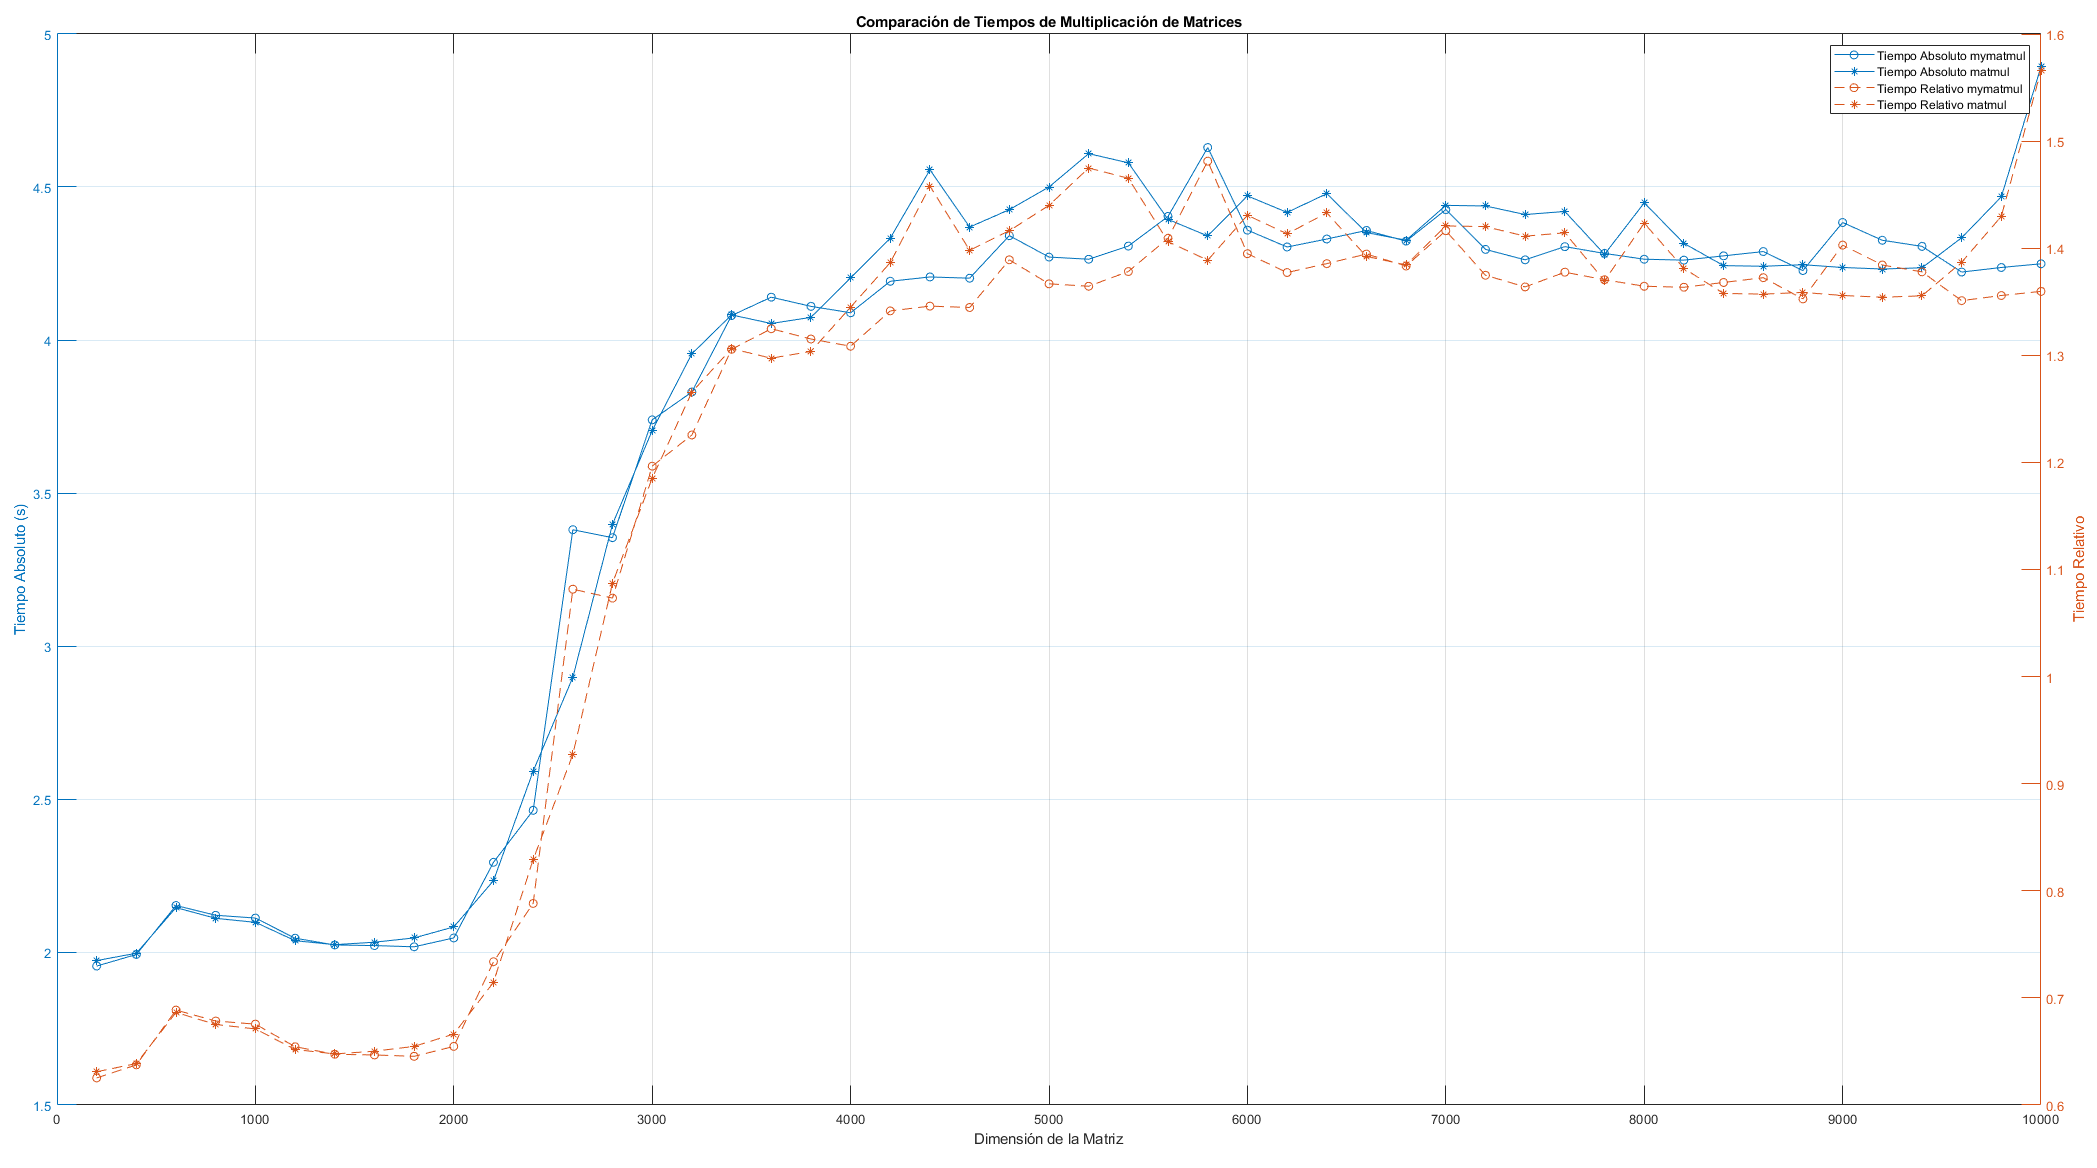 Comparación de Tiempos de Multiplicación de Matrices
Tiempo Absoluto mymatmul
Tiempo Absoluto matmul
Tiempo Relativo mymatmul
Tiempo Relativo matmul
5
4.5
4
3.5
3
2.5
2
1.5
Tiempo Absoluto (s)
1.6
1.5
1.4
1.3
1.2
1.1
1
0.9
0.8
0.7
0.6
Tiempo Relativo
0 1000 2000 3000 4000 5000 6000 7000 8000 9000 10000
Dimensión de la Matriz